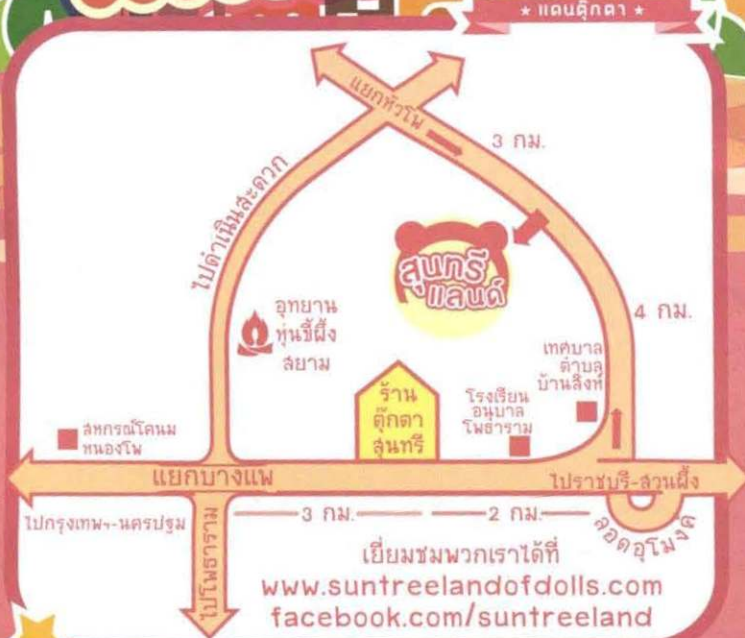 ★ แดนตุ๊กตา ★
แยกหัวโพ
3 กม.
ไปดำเนินสะดวก
สุนทรี
แลนด์
4 กม.
อุทยาน
หุ่นขี้ผึ้ง
สยาม
เทศบาล
ตำบล
บ้านสิงห์
ร้าน
ตุ๊กตา
สุนทรี
โรงเรียน
อนุบาล
โพธาราม
สหกรณ์โคนม
หนองโพ
แยกบางแพ
ไปราชบุรี-สวนผึ้ง
ไปกรุงเทพฯ-นครปฐม
ไปโพธาราม
3 กม.
2 กม.
ลอดอุโมงค์
เยี่ยมชมพวกเราได้ที่
www.suntreelandofdolls.com
facebook.com/suntreeland